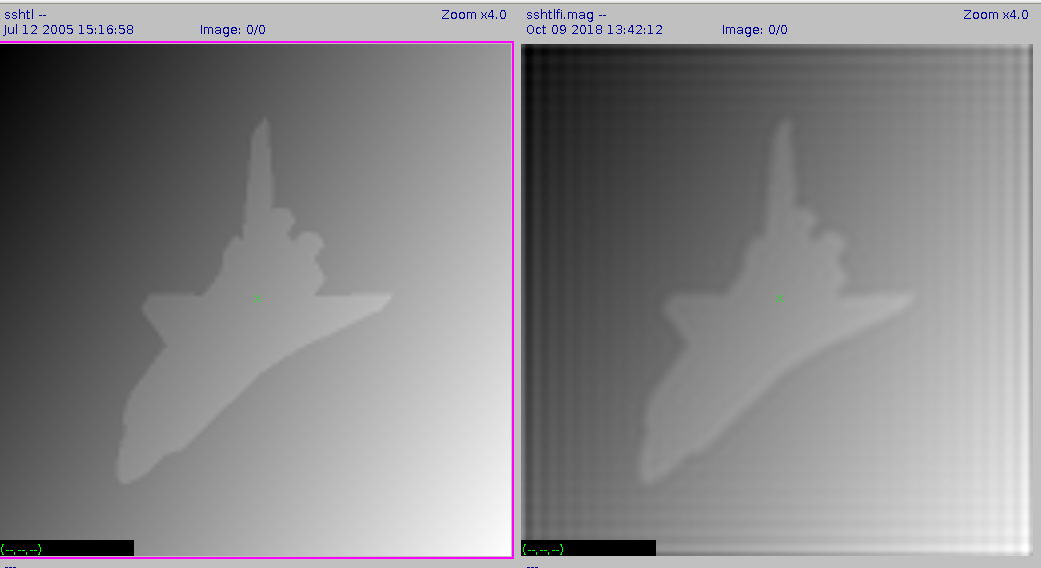 sshtl --
Zoom x4.0
Jul 12 2005 15:16:58
Image: 0/0
(--,--,--)
---
sshtlfi.mag --
Zoom x4.0
Oct 09 2018 13:42:12
Image: 0/0
(--,--,--)
---